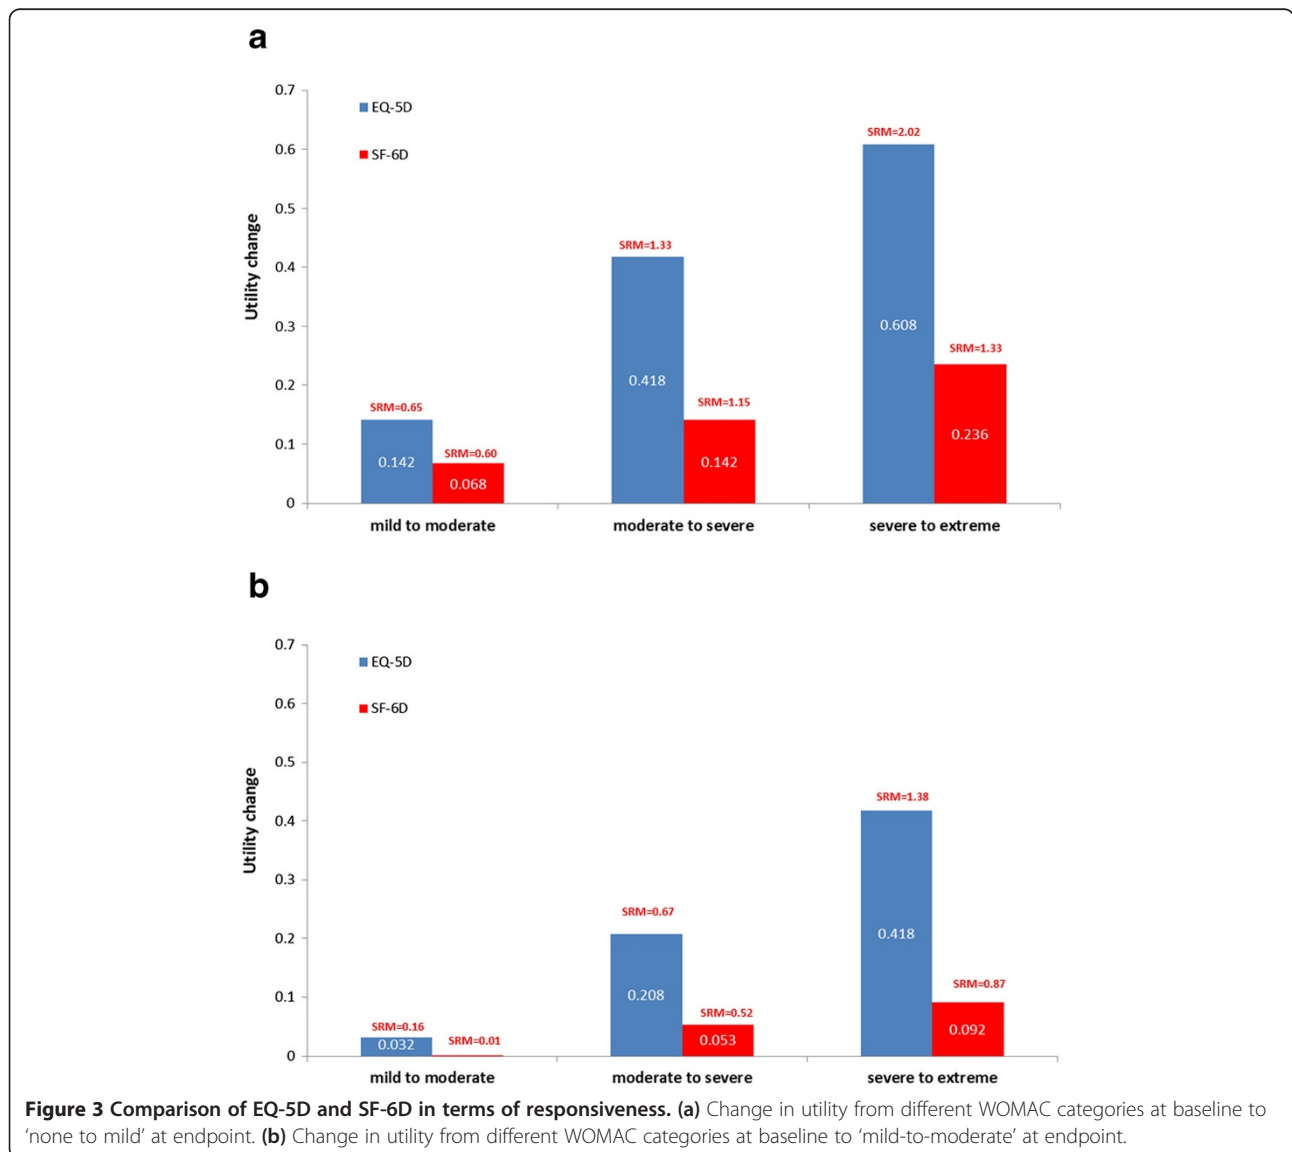 a
0.7
0.6
0.5
0.4
0.3
0.2
0.1
0
Utility change
EQ-5D
SF-6D
SRM=0.65
0.142
SRM=0.60
0.068
SRM=1.33
0.418
SRM=1.15
0.142
SRM=2.02
0.608
SRM=1.33
0.236
mild to moderate
moderate to severe
severe to extreme
b
0.7
0.6
0.5
0.4
0.3
0.2
0.1
0
Utility change
EQ-5D
SF-6D
SRM=0.16
0.032
SRM=0.01
SRM=0.67
0.208
SRM=0.52
0.053
SRM=1.38
0.418
SRM=0.87
0.092
mild to moderate
moderate to severe
severe to extreme
Figure 3 Comparison of EQ-5D and SF-6D in terms of responsiveness. (a) Change in utility from different WOMAC categories at baseline to
‘none to mild’ at endpoint. (b) Change in utility from different WOMAC categories at baseline to ‘mild-to-moderate’ at endpoint.